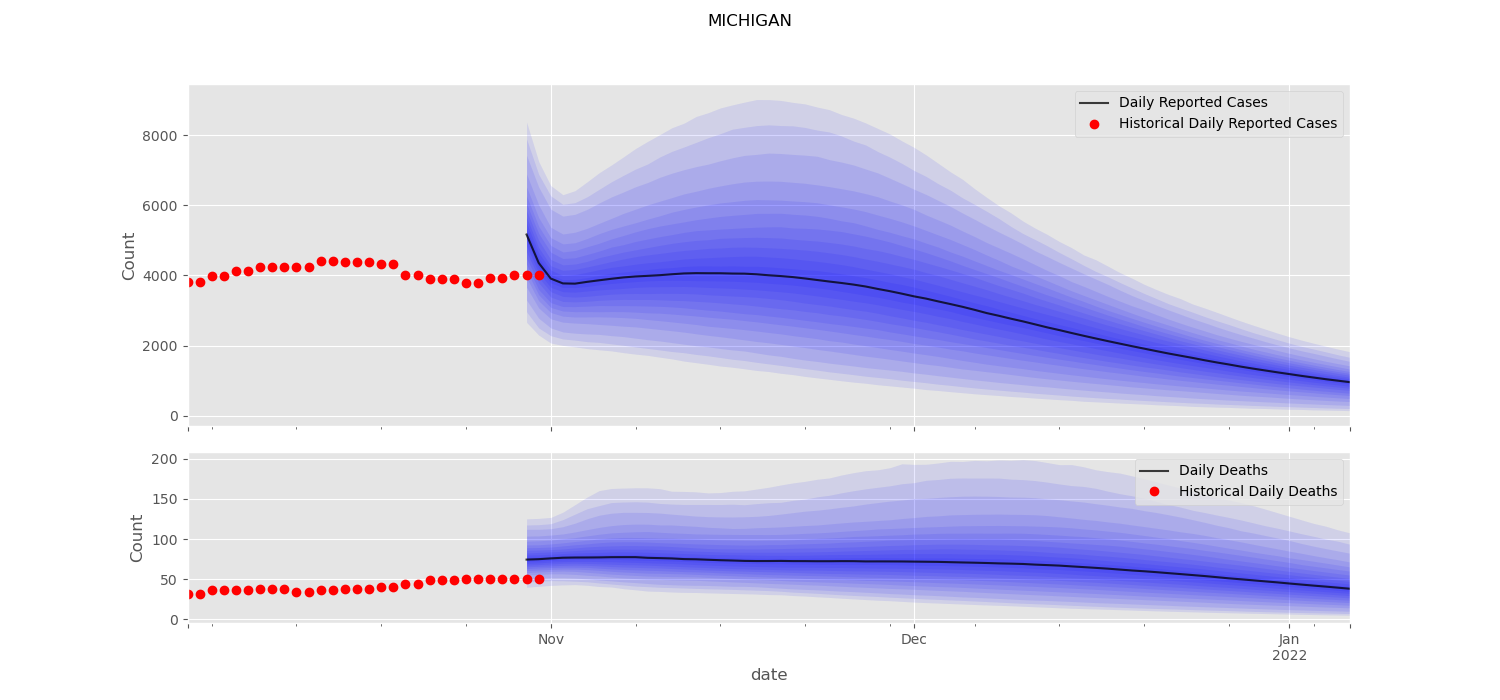 MICHIGAN
Daily Reported Cases
Historical Daily Reported Cases
Count
8000
6000
4000
2000
0
Daily Deaths
Historical Daily Deaths
Count
200
150
100
50
0
Nov
Dec
Jan
2022
date